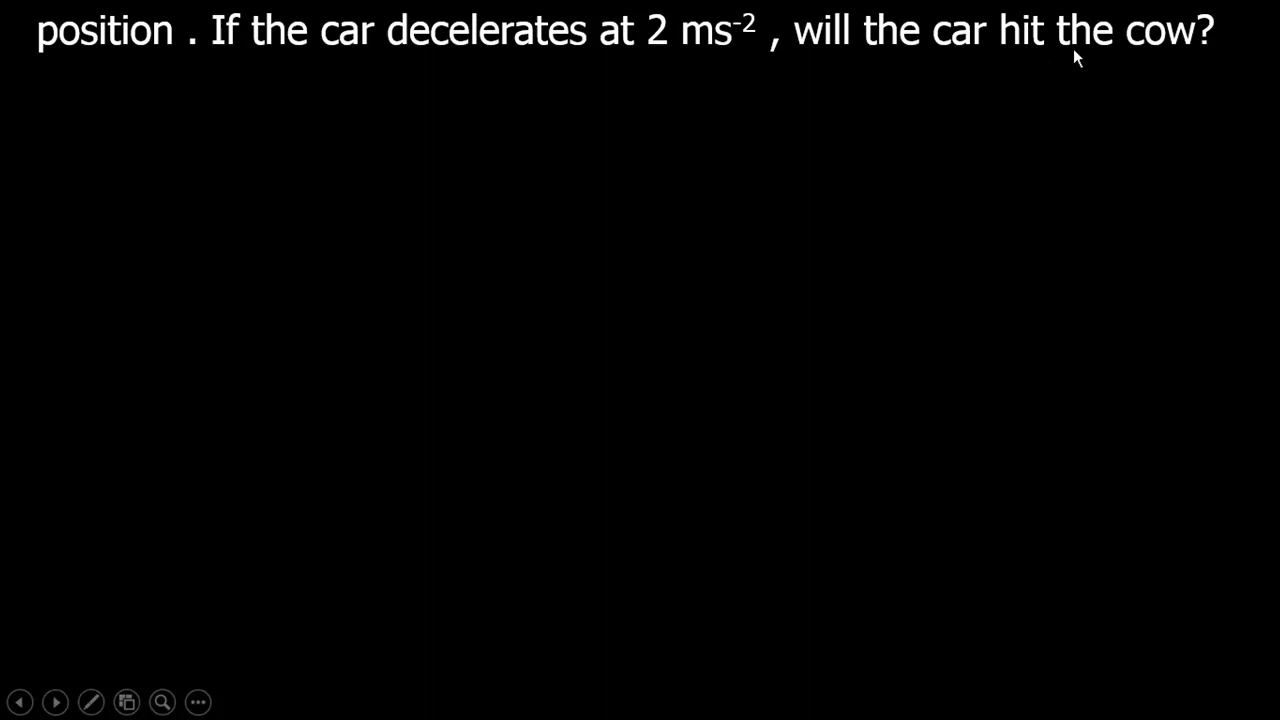 position . If the car decelerates at 2 ms⁻² , will the car hit the cow?